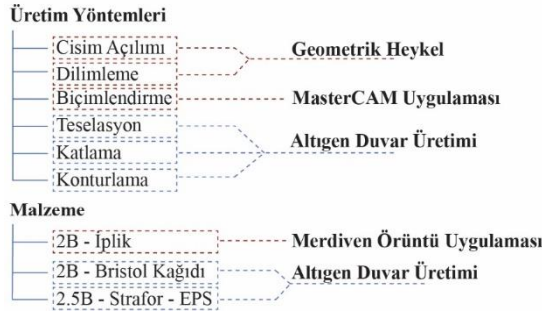 Üretim Yöntemleri
Cisim Açılımı
Geometrik Heykel
Dilimleme
Biçimlendirme
MasterCAM Uygulaması
Teselasyon
Altıgen Duvar Üretimi
Katlama
Konturlama
Malzeme
2B - İplik
Merdiven Örüntü Uygulaması
2B - Bristol Kağıdı
Altıgen Duvar Üretimi
2.5B - Strafor - EPS